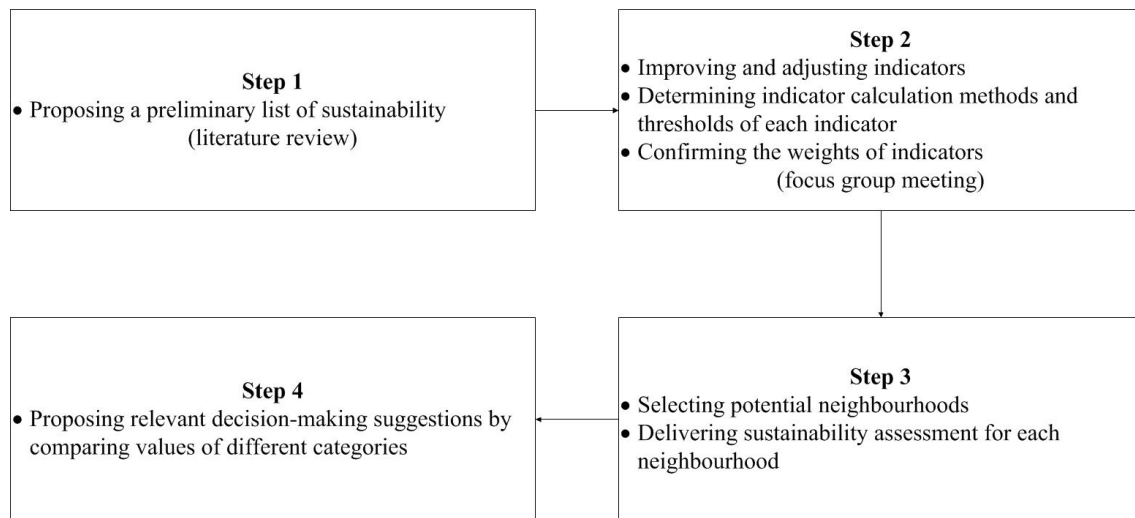 Step 1
• Proposing a preliminary list of sustainability
(literature review)
Step 2
• Improving and adjusting indicators
• Determining indicator calculation methods and
thresholds of each indicator
• Confirming the weights of indicators
(focus group meeting)
Step 3
• Selecting potential neighbourhoods
• Delivering sustainability assessment for each
neighbourhood
Step 4
• Proposing relevant decision-making suggestions by
comparing values of different categories